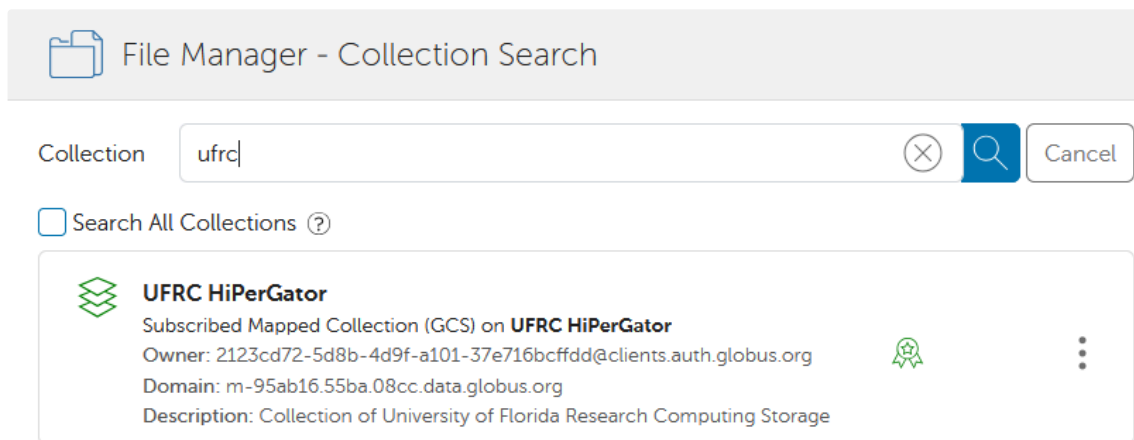 File Manager - Collection Search
Collection ufrc Cancel
Search All Collections ?
UFRC HiPerGator
Subscribed Mapped Collection (GCS) on UFRC HiPerGator
Owner: 2123cd72-5d8b-4d9f-a101-37e716bcffdd@clients.auth.globus.org
Domain: m-95ab16.55ba.08cc.data.globus.org
Description: Collection of University of Florida Research Computing Storage